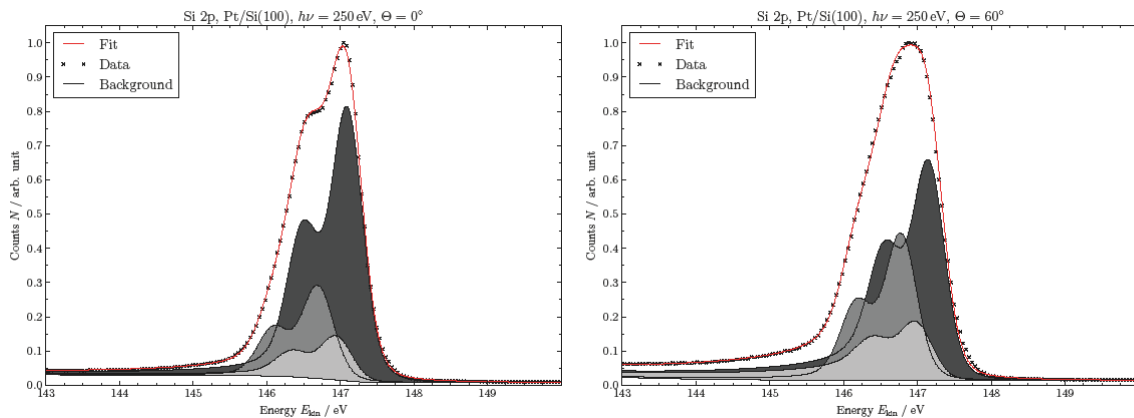 Si 2p, Pt/Si(100), hν = 250 eV, Θ = 0°
Fit
Data
Background
1.0
0.9
0.8
0.7
0.6
0.5
0.4
0.3
0.2
0.1
0.0
Counts N / arb. unit
143 144 145 146 147 148 149
Energy E_kin / eV
Si 2p, Pt/Si(100), hν = 250 eV, Θ = 60°
Fit
Data
Background
1.0
0.9
0.8
0.7
0.6
0.5
0.4
0.3
0.2
0.1
0.0
Counts N / arb. unit
143 144 145 146 147 148 149
Energy E_kin / eV